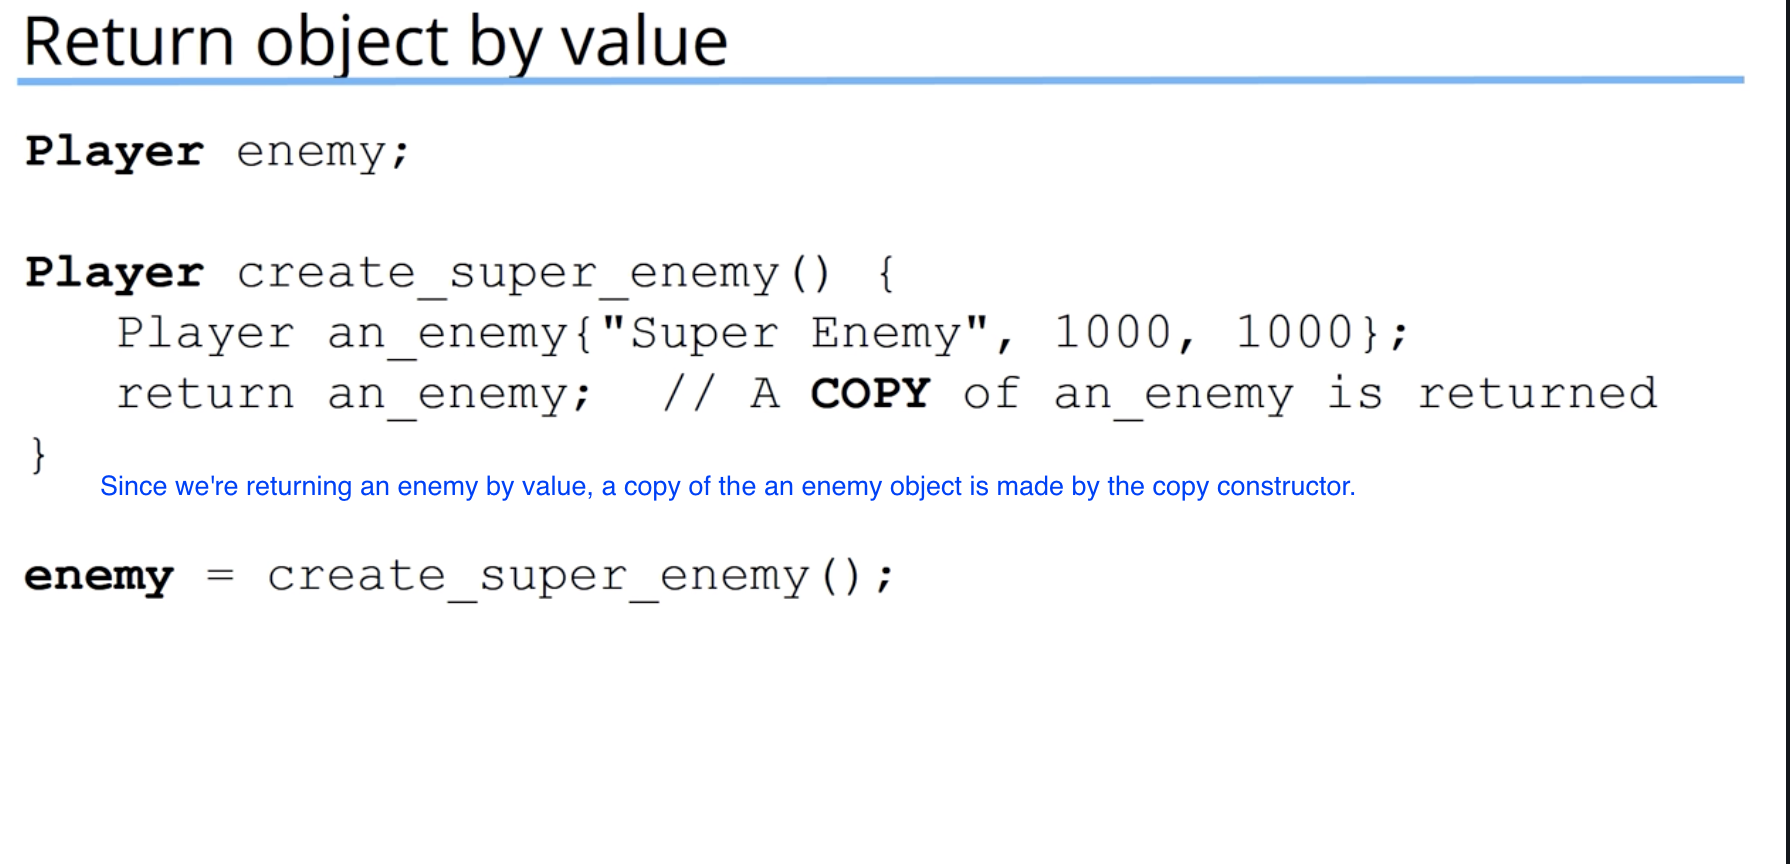 Return object by value
Player enemy;
Player create_super_enemy() {
   Player an_enemy{"Super Enemy", 1000, 1000};
   return an_enemy;  // A COPY of an_enemy is returned
}
Since we're returning an enemy by value, a copy of the an enemy object is made by the copy constructor.
enemy = create_super_enemy();